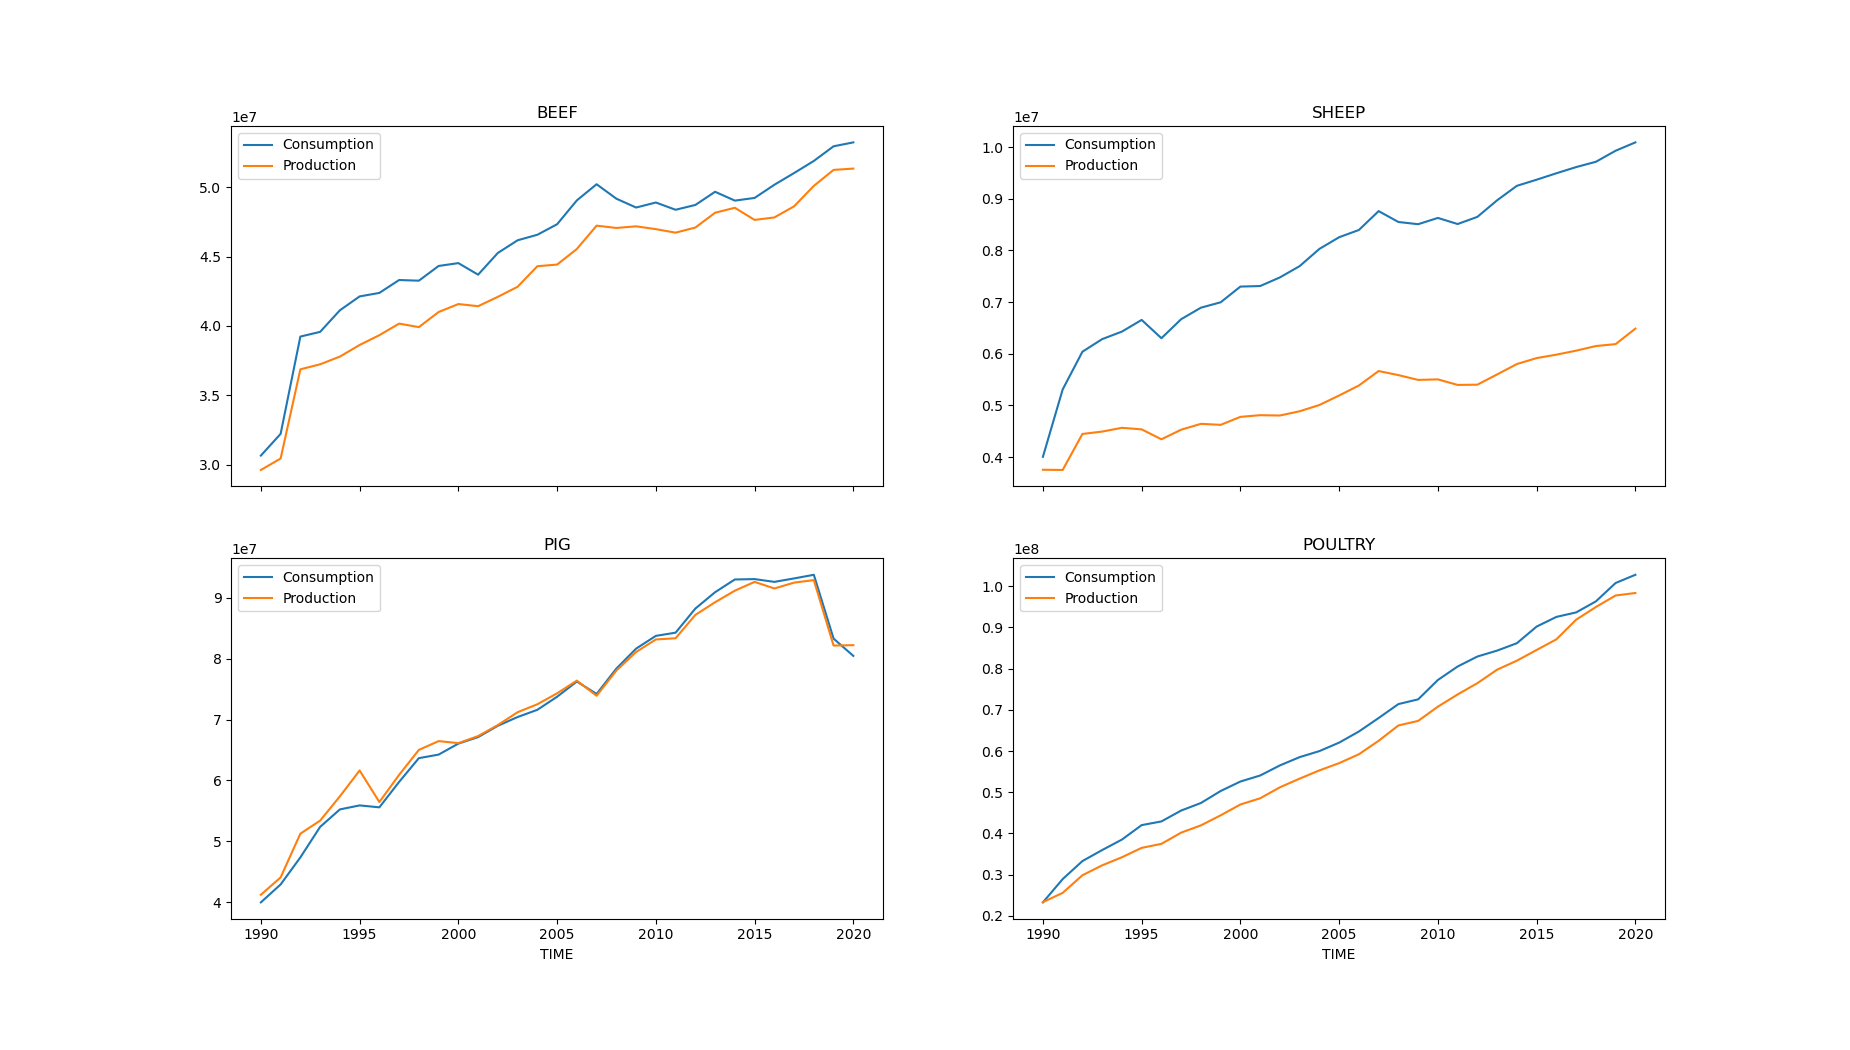 BEEF
1e7
Consumption
Production
5.0
4.5
4.0
3.5
3.0
SHEEP
1e7
Consumption
Production
1.0
0.9
0.8
0.7
0.6
0.5
0.4
PIG
1e7
Consumption
Production
9
8
7
6
5
4
1990 1995 2000 2005 2010 2015 2020
TIME
POULTRY
1e8
Consumption
Production
1.0
0.9
0.8
0.7
0.6
0.5
0.4
0.3
0.2
1990 1995 2000 2005 2010 2015 2020
TIME